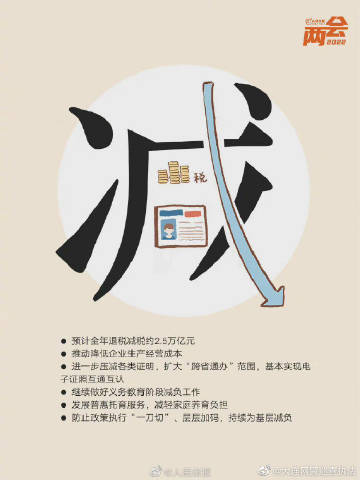 两会
2022
减
税
● 预计全年退税减税约2.5万亿元
● 推动降低企业生产经营成本
● 进一步压减各类证明，扩大“跨省通办”范围，基本实现电
子证照互通互认
● 继续做好义务教育阶段减负工作
● 发展普惠托育服务，减轻家庭养育负担
● 防止政策执行“一刀切”、层层加码，持续为基层减负
@人民日报